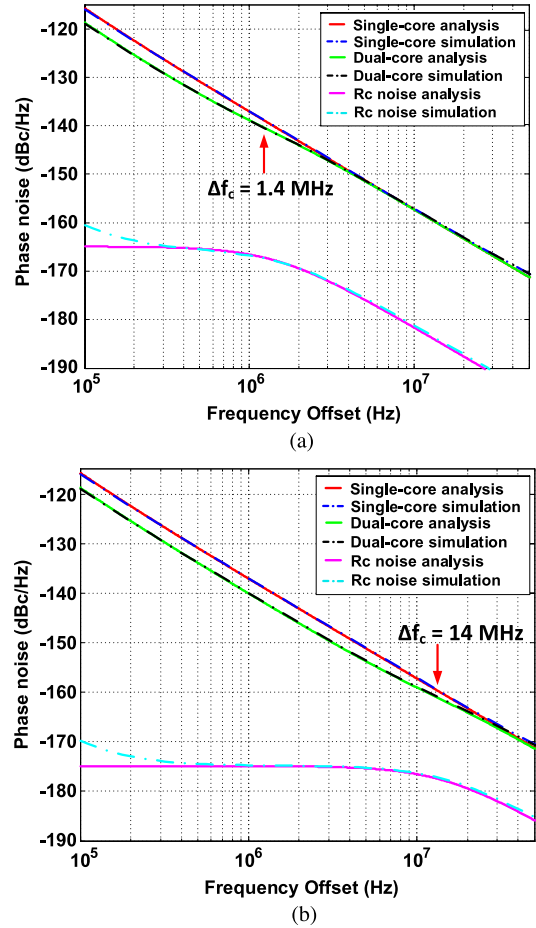 -115
-120
-130
-140
-150
-160
-170
-180
-190
Phase noise (dBc/Hz)
Single-core analysis
Single-core simulation
Dual-core analysis
Dual-core simulation
Rc noise analysis
Rc noise simulation
Δfc = 1.4 MHz
10^5 10^6 10^7
Frequency Offset (Hz)
(a)
-120
-130
-140
-150
-160
-170
-180
-190
Phase noise (dBc/Hz)
Single-core analysis
Single-core simulation
Dual-core analysis
Dual-core simulation
Rc noise analysis
Rc noise simulation
Δfc = 14 MHz
10^5 10^6 10^7
Frequency Offset (Hz)
(b)